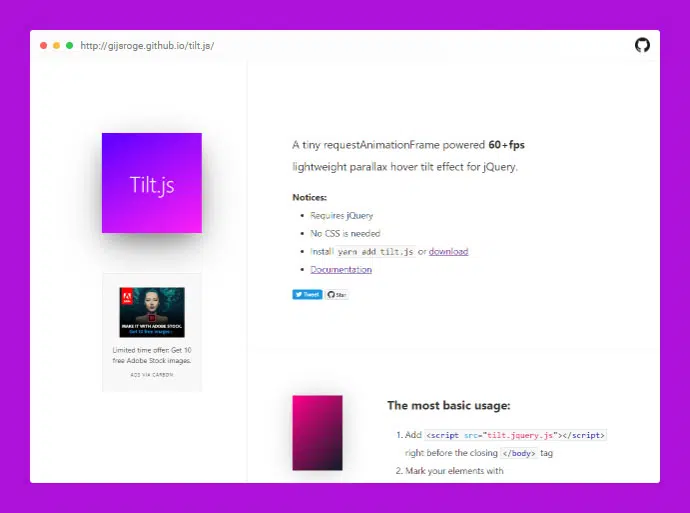 http://gijsroge.github.io/tilt.js/
Tilt.js
MAKE IT WITH ADOBE STOCK.
Get 10 free images ›
Limited time offer: Get 10
free Adobe Stock images.
ADS VIA CARBON
A tiny requestAnimationFrame powered 60+fps
lightweight parallax hover tilt effect for jQuery.
Notices:
• Requires jQuery
• No CSS is needed
• Install yarn add tilt.js or download
• Documentation
Tweet
Star
The most basic usage:
1. Add <script src="tilt.jquery.js"></script>
right before the closing </body> tag
2. Mark your elements with